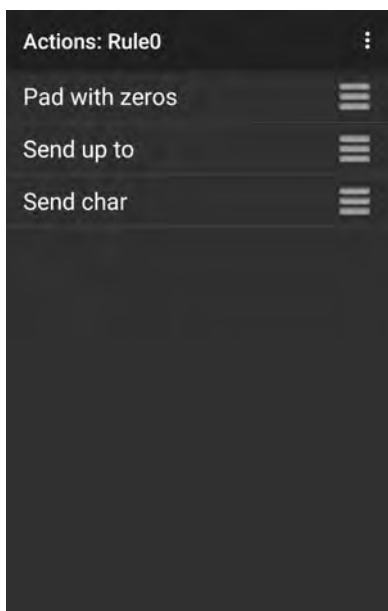 Actions: Rule0
Pad with zeros
Send up to
Send char